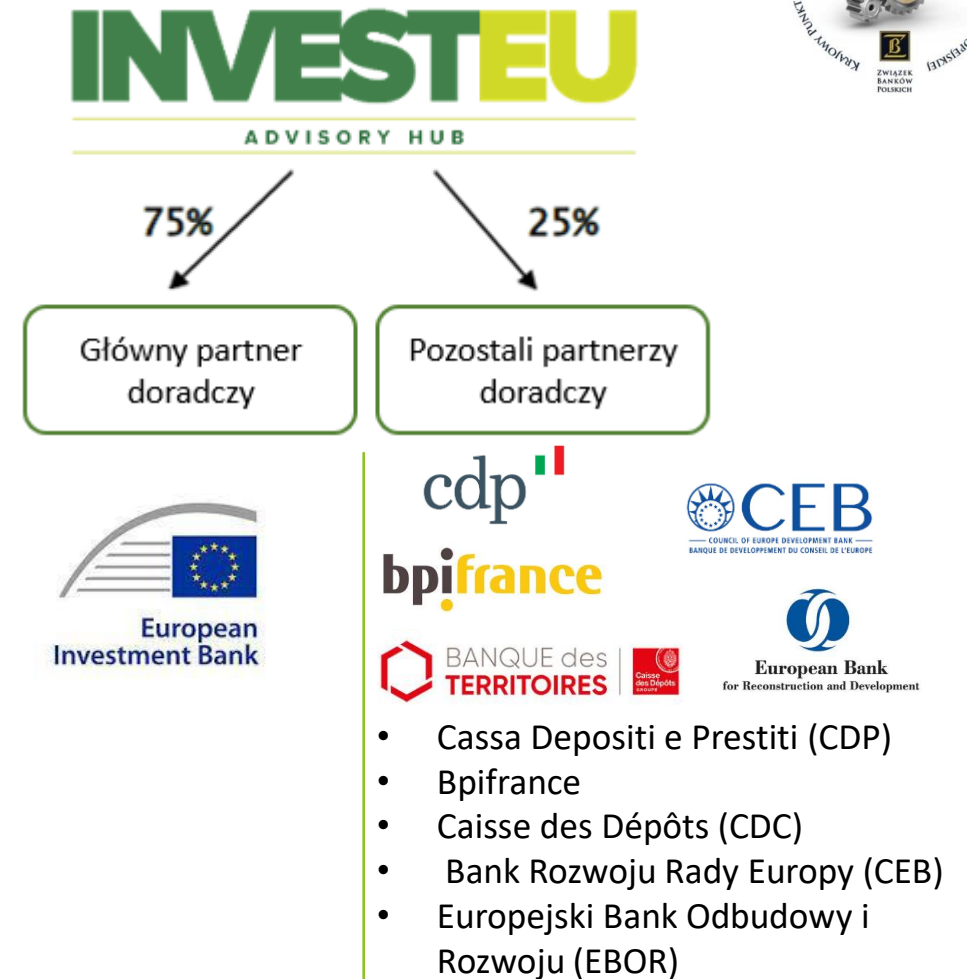 INVESTEU
ADVISORY HUB
KRAJOWY PUNKT
ZWIĄZEK
BANKÓW
POLSKICH
75%
25%
Główny partner
doradczy
Pozostali partnerzy
doradczy
cdp
CEB
COUNCIL OF EUROPE DEVELOPMENT BANK
BANQUE DE DEVELOPPEMENT DU CONSEIL DE L'EUROPE
bpifrance
European
Investment Bank
BANQUE des
TERRITOIRES
Caisse
des Dépôts
GROUPE
European Bank
for Reconstruction and Development
• Cassa Depositi e Prestiti (CDP)
• Bpifrance
• Caisse des Dépôts (CDC)
• Bank Rozwoju Rady Europy (CEB)
• Europejski Bank Odbudowy i
Rozwoju (EBOR)